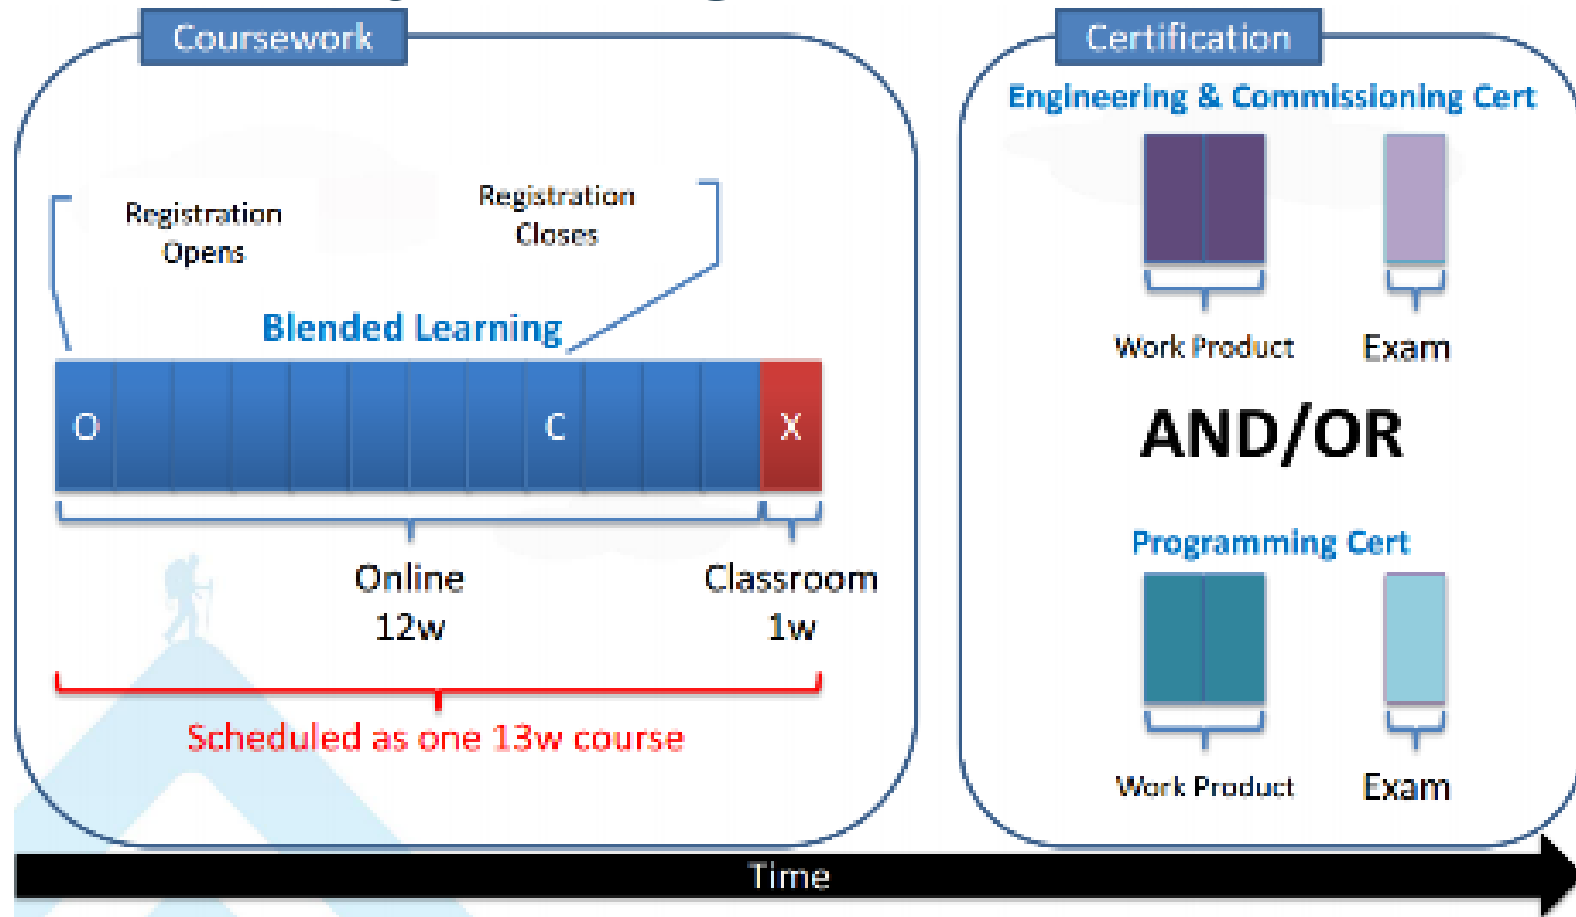 Coursework
Registration
Opens
Registration
Closes
Blended Learning
O
C
X
Online
12w
Classroom
1w
Scheduled as one 13w course
Certification
Engineering & Commissioning Cert
Work Product
Exam
AND/OR
Programming Cert
Work Product
Exam
Time